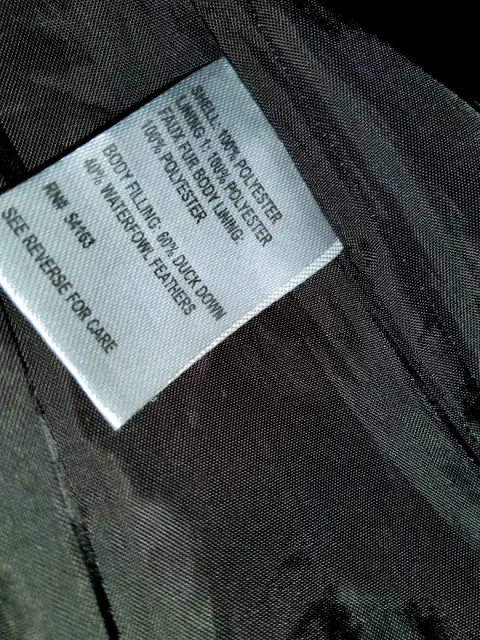 SHELL: 100% POLYESTER
LINING 1: 100% POLYESTER
FAUX FUR BODY LINING:
100% POLYESTER
BODY FILLING: 60% DUCK DOWN
40% WATERFOWL FEATHERS
RN# 54163
SEE REVERSE FOR CARE